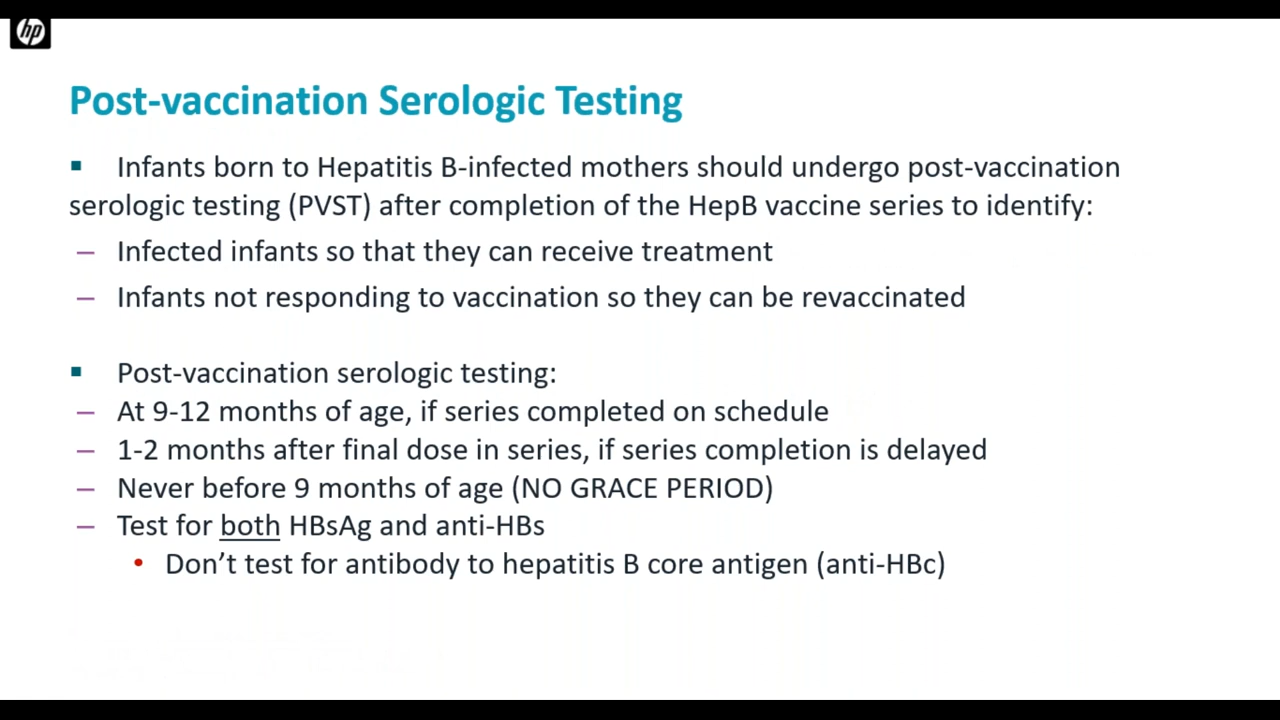 hp
Post-vaccination Serologic Testing
▪ Infants born to Hepatitis B-infected mothers should undergo post-vaccination
serologic testing (PVST) after completion of the HepB vaccine series to identify:
– Infected infants so that they can receive treatment
– Infants not responding to vaccination so they can be revaccinated
▪ Post-vaccination serologic testing:
– At 9-12 months of age, if series completed on schedule
– 1-2 months after final dose in series, if series completion is delayed
– Never before 9 months of age (NO GRACE PERIOD)
– Test for both HBsAg and anti-HBs
• Don’t test for antibody to hepatitis B core antigen (anti-HBc)